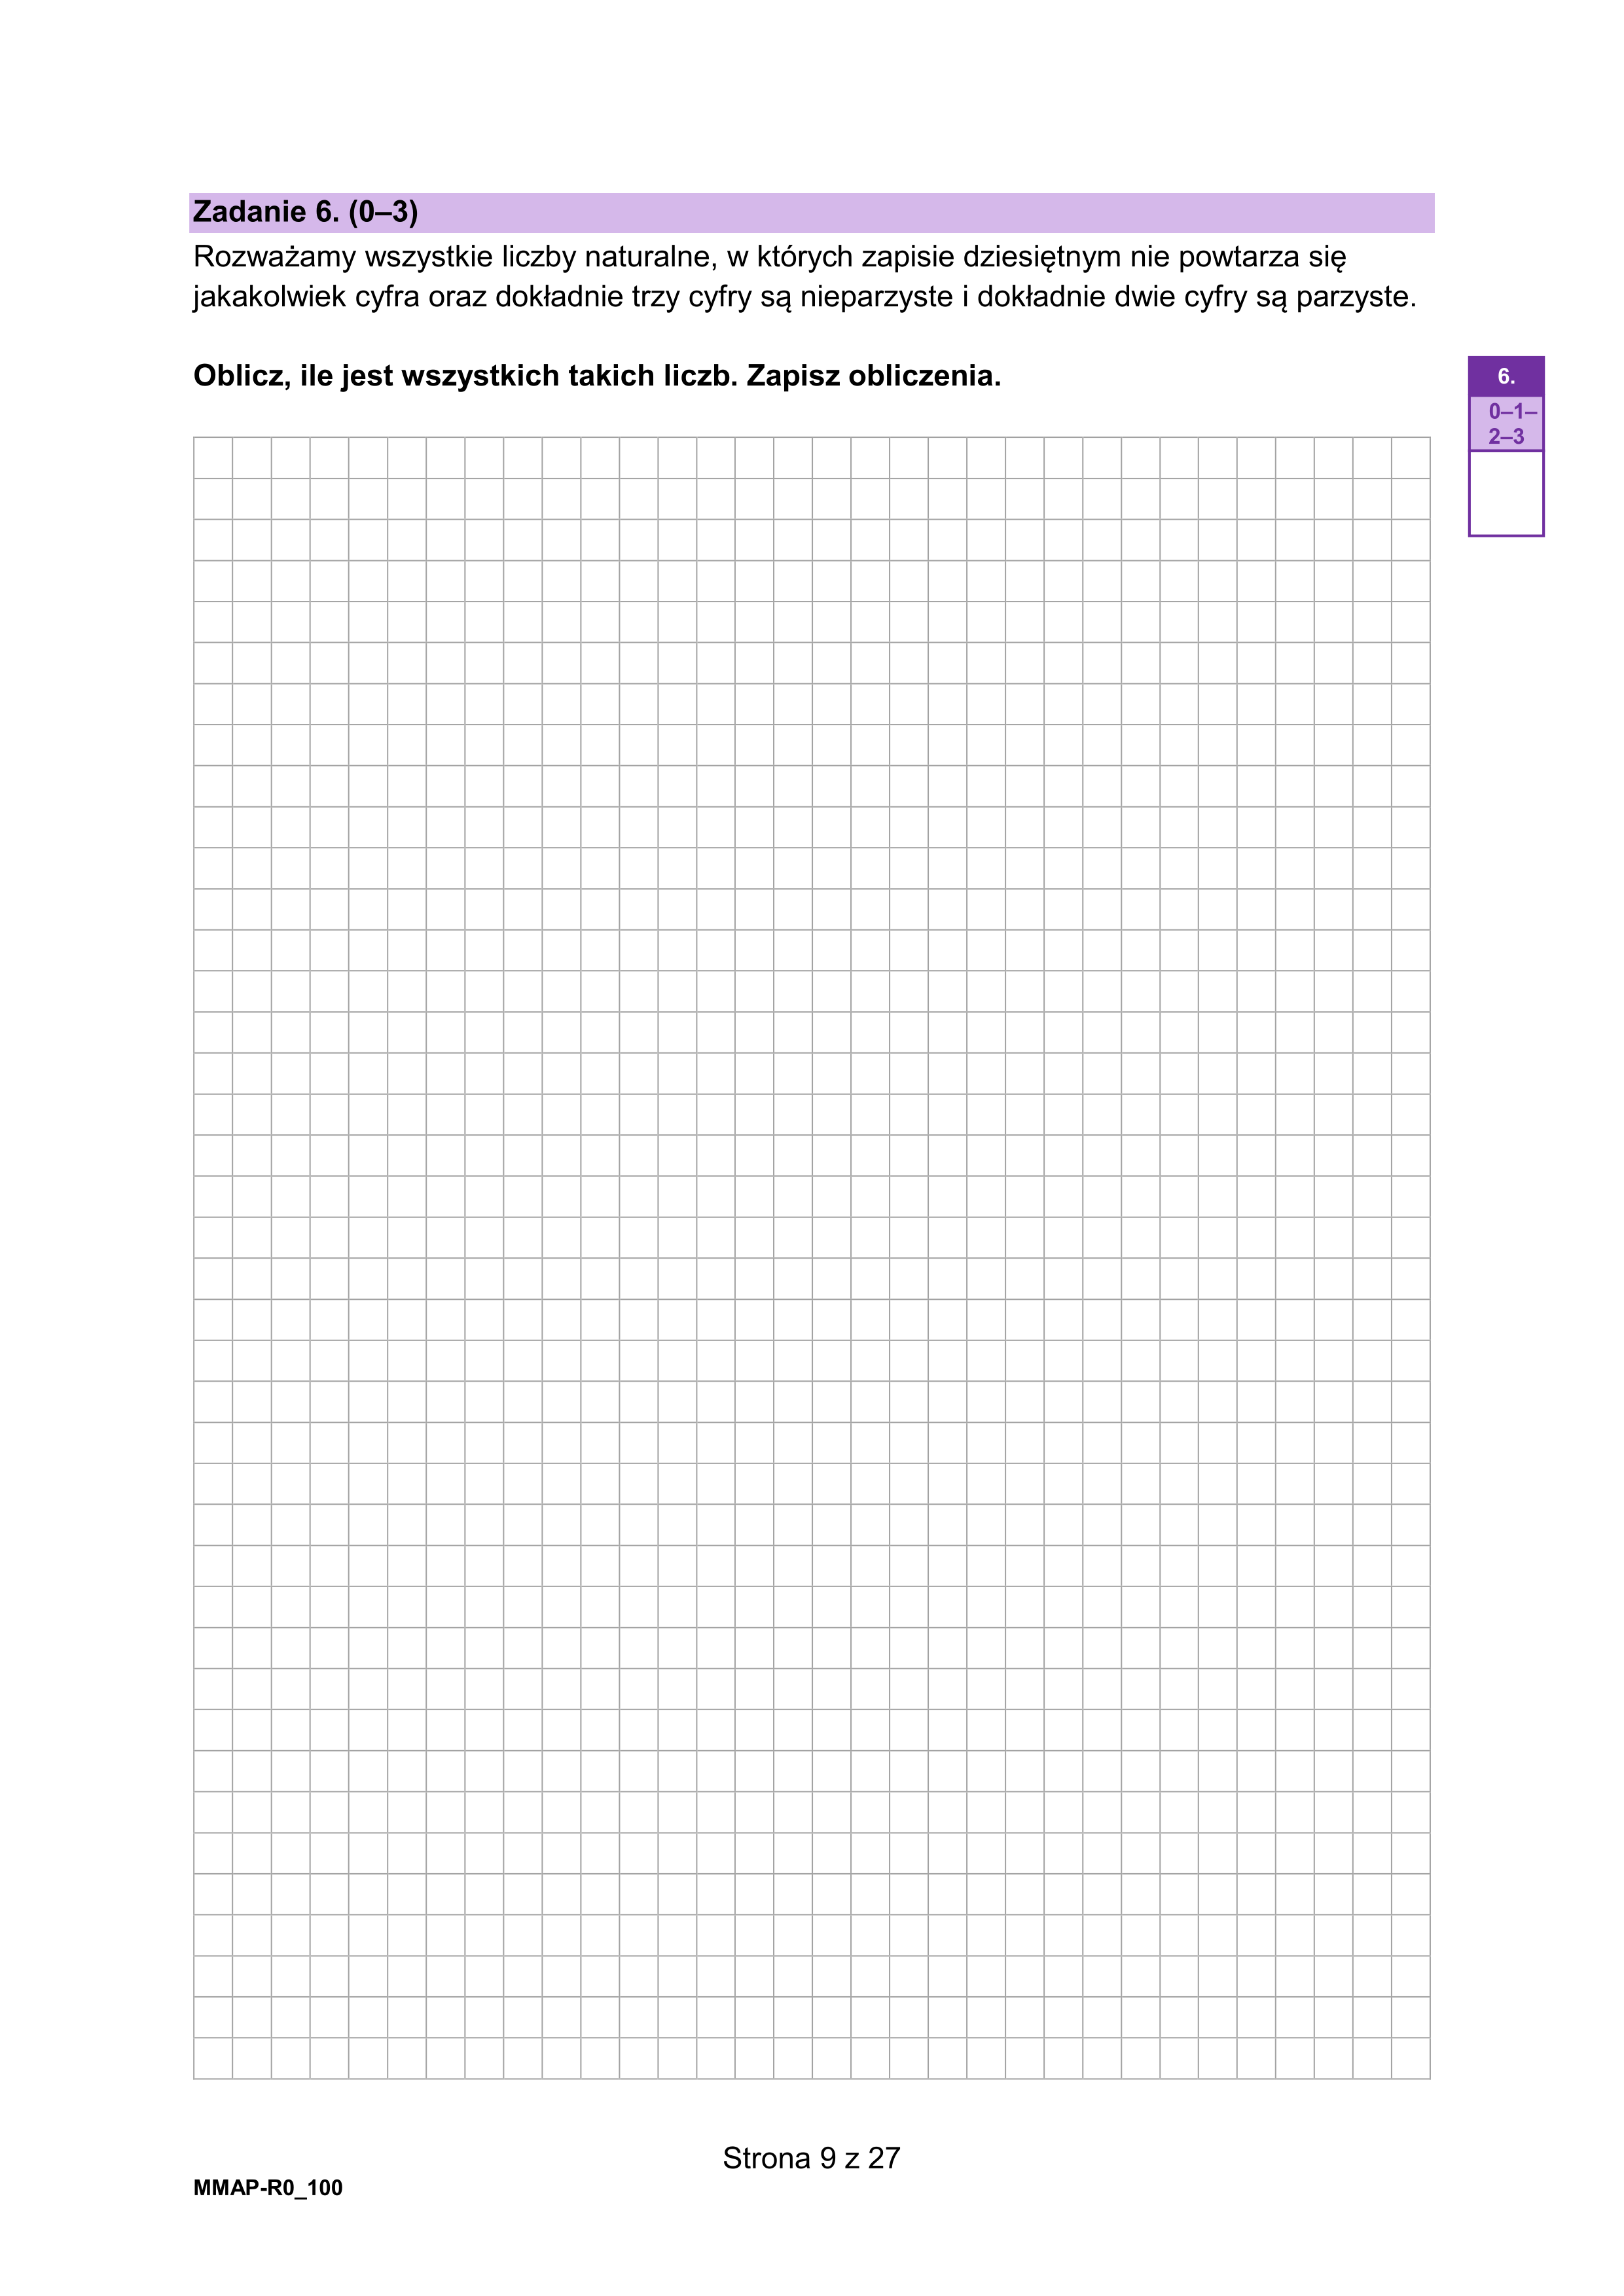 Zadanie 6. (0–3)
Rozważamy wszystkie liczby naturalne, w których zapisie dziesiętnym nie powtarza się
jakakolwiek cyfra oraz dokładnie trzy cyfry są nieparzyste i dokładnie dwie cyfry są parzyste.
Oblicz, ile jest wszystkich takich liczb. Zapisz obliczenia.
6.
0–1–
2–3
Strona 9 z 27
MMAP-R0_100